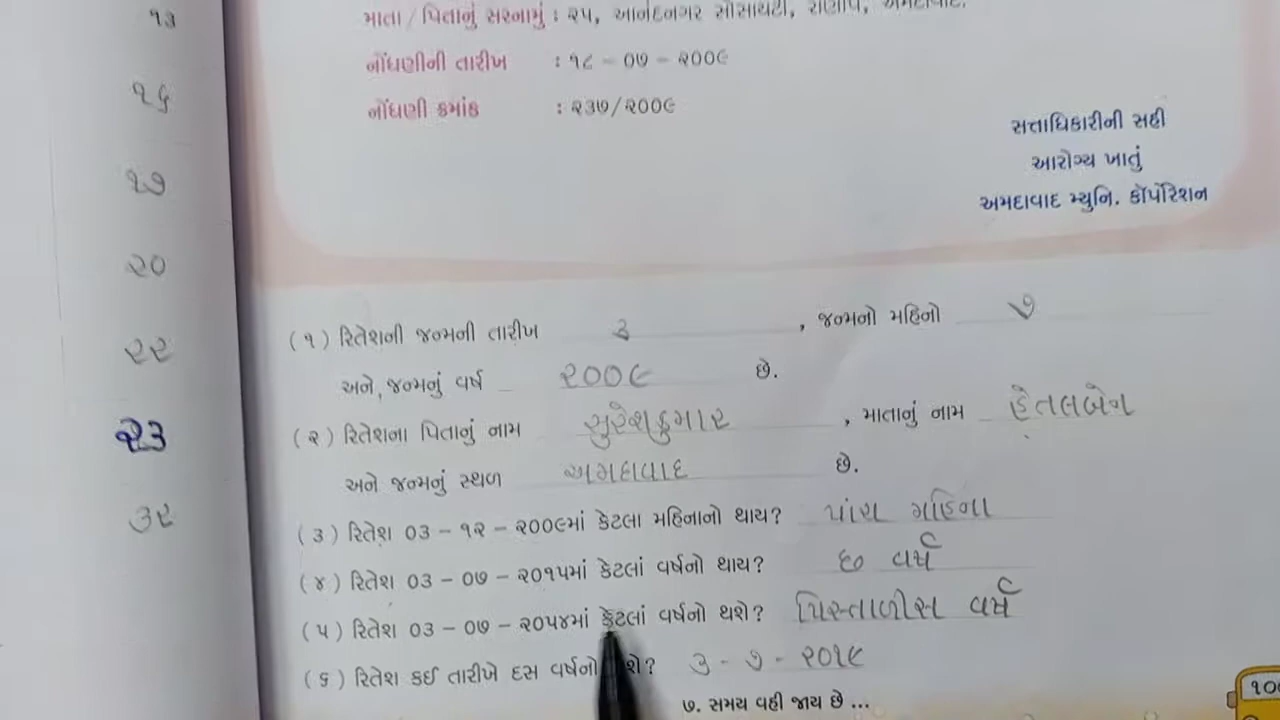 ૧૩
૧૬
૧૭
૨૦
૨૨
૨૩
૩૨
માતા / પિતાનું સરનામું : ૨૫, આનંદનગર સોસાયટી, રાણીપ, અમદાવાદ.
નોંધણીની તારીખ : ૧૮ – ૦૭ – ૨૦૦૯
નોંધણી ક્રમાંક : ૨૩૭/૨૦૦૯
સત્તાધિકારીની સહી
આરોગ્ય ખાતું
અમદાવાદ મ્યુનિ. કૉર્પોરેશન
(૧) રિતેશની જન્મની તારીખ ૩ , જન્મનો મહિનો ૭
અને, જન્મનું વર્ષ ૨૦૦૯ છે.
(૨) રિતેશના પિતાનું નામ સુરેશકુમાર , માતાનું નામ હેતલબેન
અને જન્મનું સ્થળ અમદાવાદ છે.
(૩) રિતેશ ૦૩ – ૧૨ – ૨૦૦૯માં કેટલા મહિનાનો થાય? પાંચ મહિના
(૪) રિતેશ ૦૩ – ૦૭ – ૨૦૧૫માં કેટલાં વર્ષનો થાય? વર્ષ
(૫) રિતેશ ૦૩ – ૦૭ – ૨૦૫૪માં કેટલાં વર્ષનો થશે? પિસ્તાળીસ વર્ષ
(૬) રિતેશ કઈ તારીખે દસ વર્ષનો થશે? ૩ - ૭ - ૨૦૧૯
૭. સમય વહી જાય છે ...